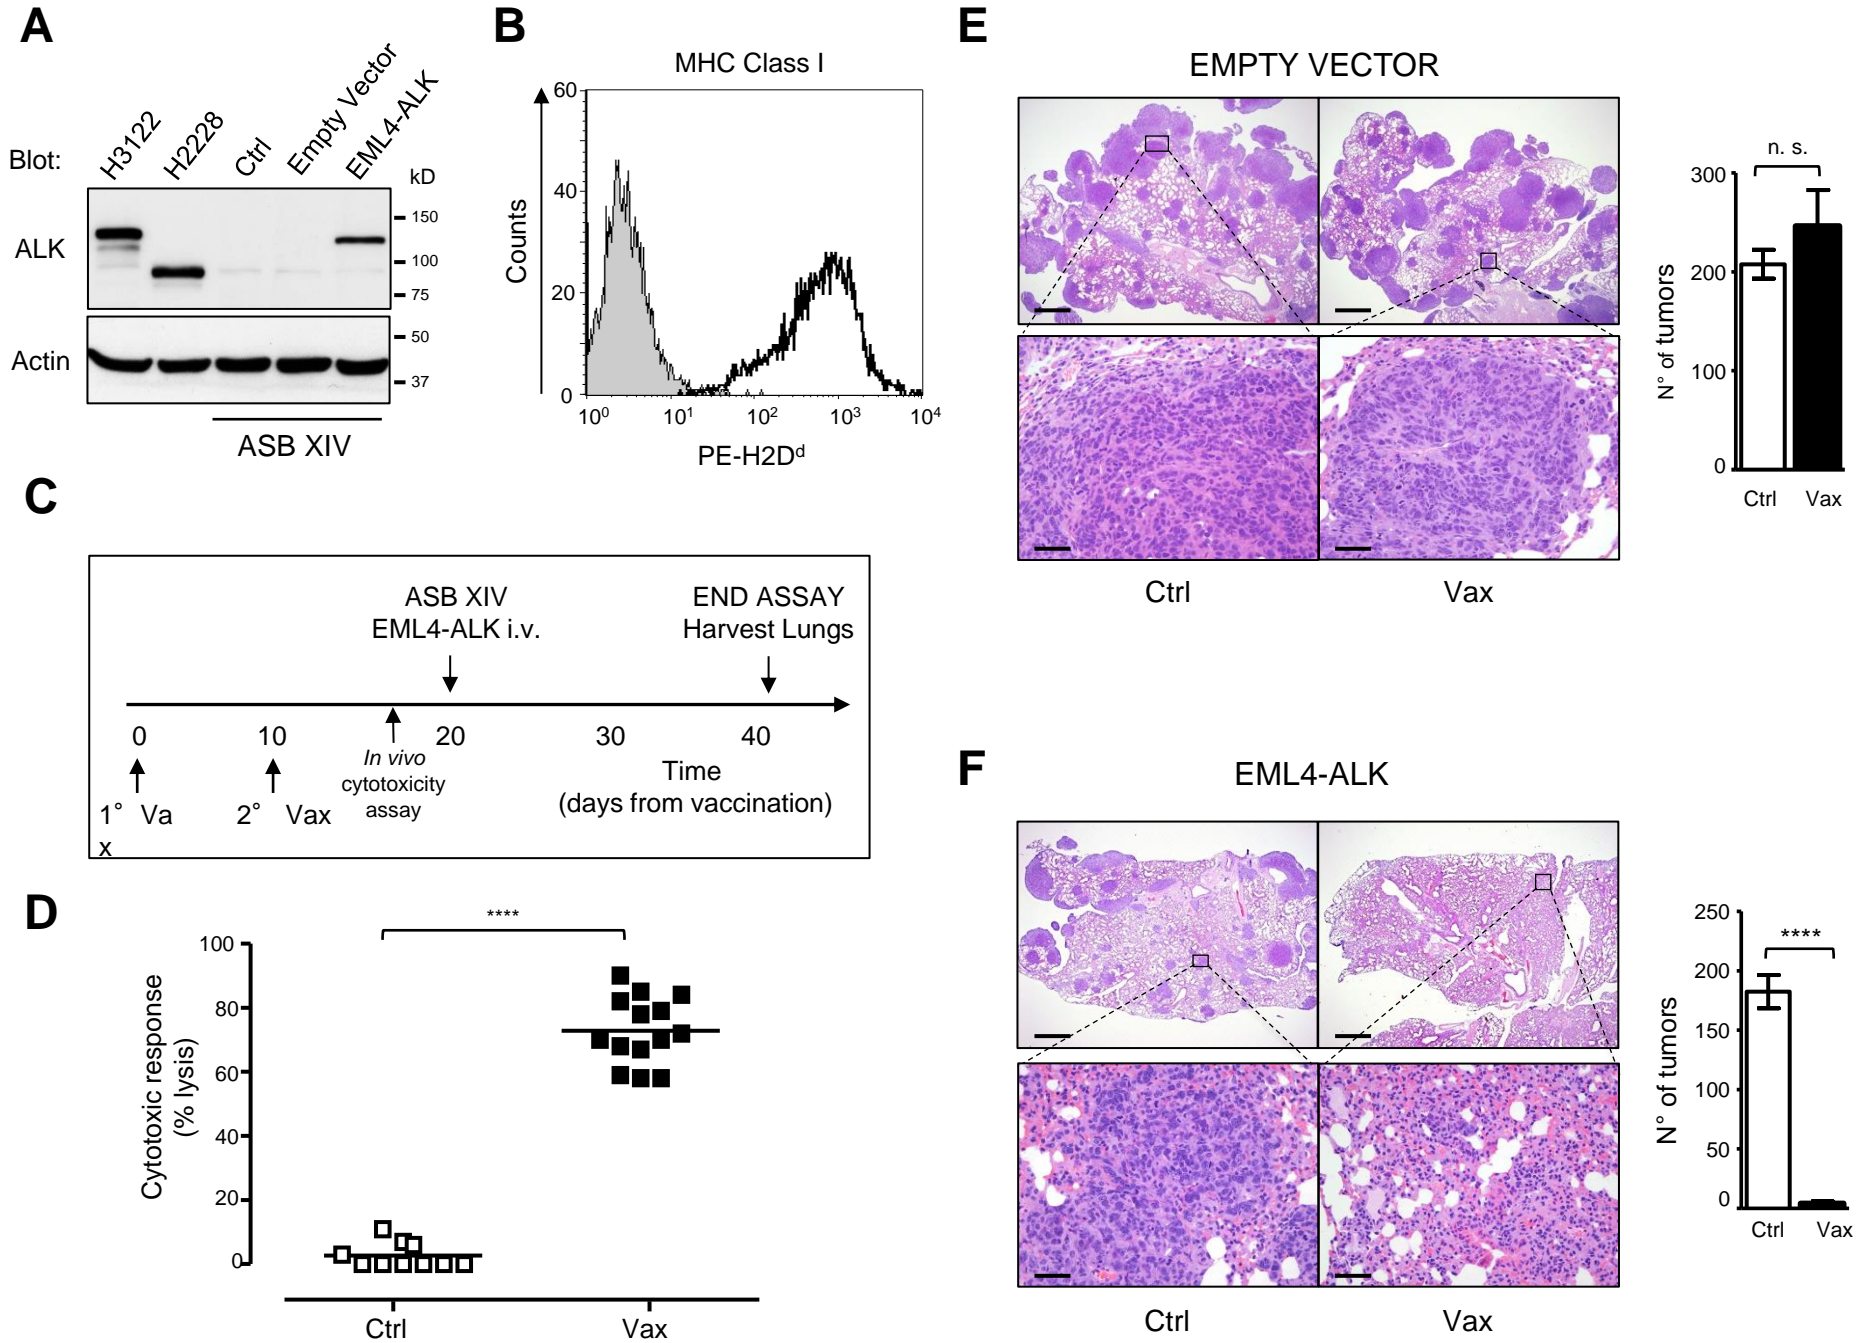 A
Blot:
H3122
H2228
Ctrl
Empty Vector
EML4-ALK
kD
ALK
150
100
75
Actin
50
37
ASB XIV
B
MHC Class I
Counts
60
40
20
0
10⁰
10¹
10²
10³
10⁴
PE-H2Dᵈ
C
ASB XIV
EML4-ALK i.v.
END ASSAY
Harvest Lungs
0
10
20
30
40
In vivo
cytotoxicity
assay
Time
(days from vaccination)
1° Va
x
2° Vax
D
****
Cytotoxic response
(% lysis)
100
80
60
40
20
0
Ctrl
Vax
E
EMPTY VECTOR
Ctrl
Vax
n. s.
N° of tumors
300
200
100
0
Ctrl
Vax
F
EML4-ALK
Ctrl
Vax
****
N° of tumors
250
200
150
100
50
0
Ctrl
Vax